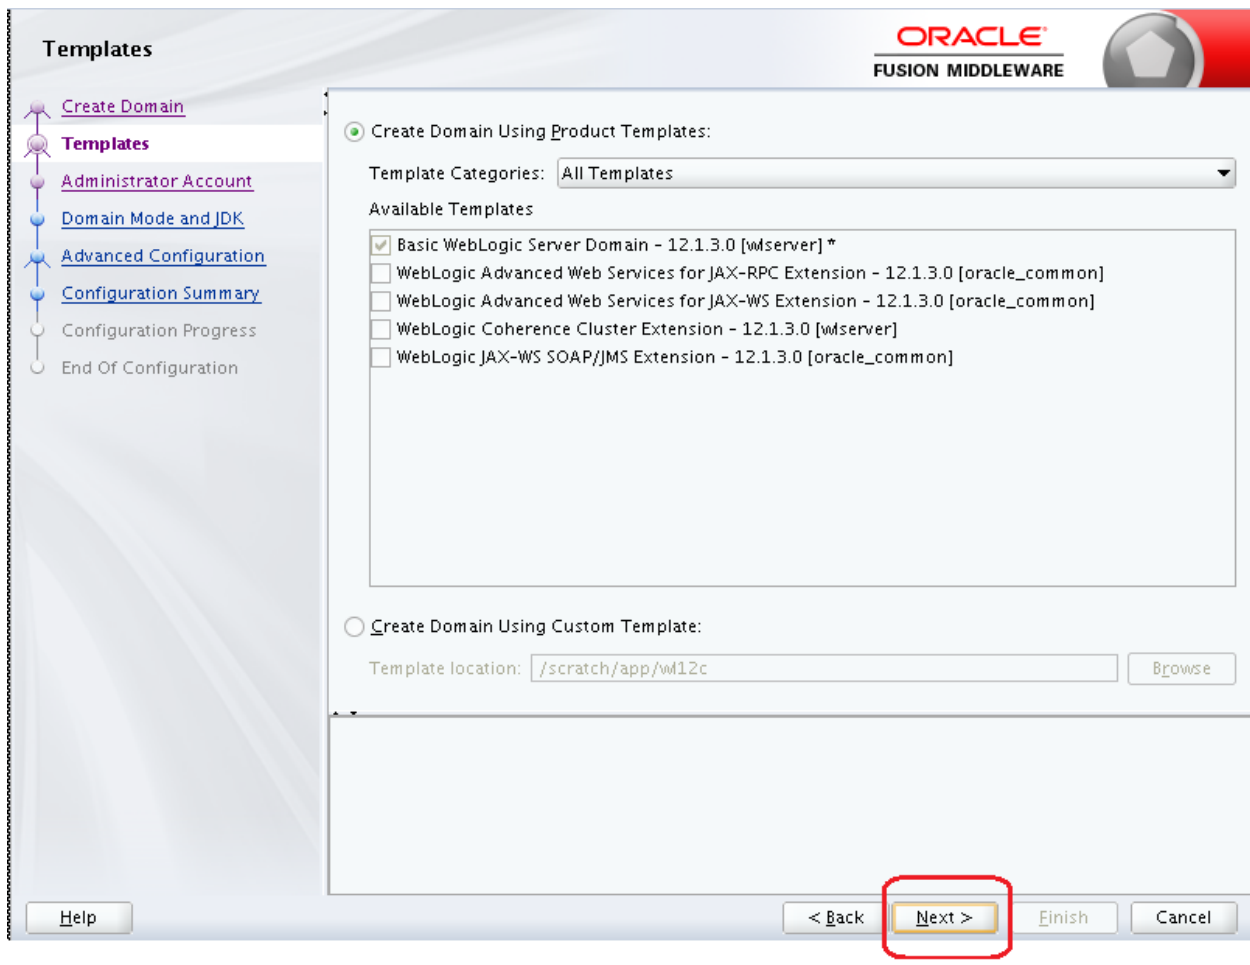 Templates
ORACLE
FUSION MIDDLEWARE
Create Domain
Templates
Administrator Account
Domain Mode and JDK
Advanced Configuration
Configuration Summary
Configuration Progress
End Of Configuration
Create Domain Using Product Templates:
Template Categories: All Templates
Available Templates
Basic WebLogic Server Domain - 12.1.3.0 [wlserver] *
WebLogic Advanced Web Services for JAX-RPC Extension - 12.1.3.0 [oracle_common]
WebLogic Advanced Web Services for JAX-WS Extension - 12.1.3.0 [oracle_common]
WebLogic Coherence Cluster Extension - 12.1.3.0 [wlserver]
WebLogic JAX-WS SOAP/JMS Extension - 12.1.3.0 [oracle_common]
Create Domain Using Custom Template:
Template location: /scratch/app/wl12c Browse
Help < Back Next > Finish Cancel